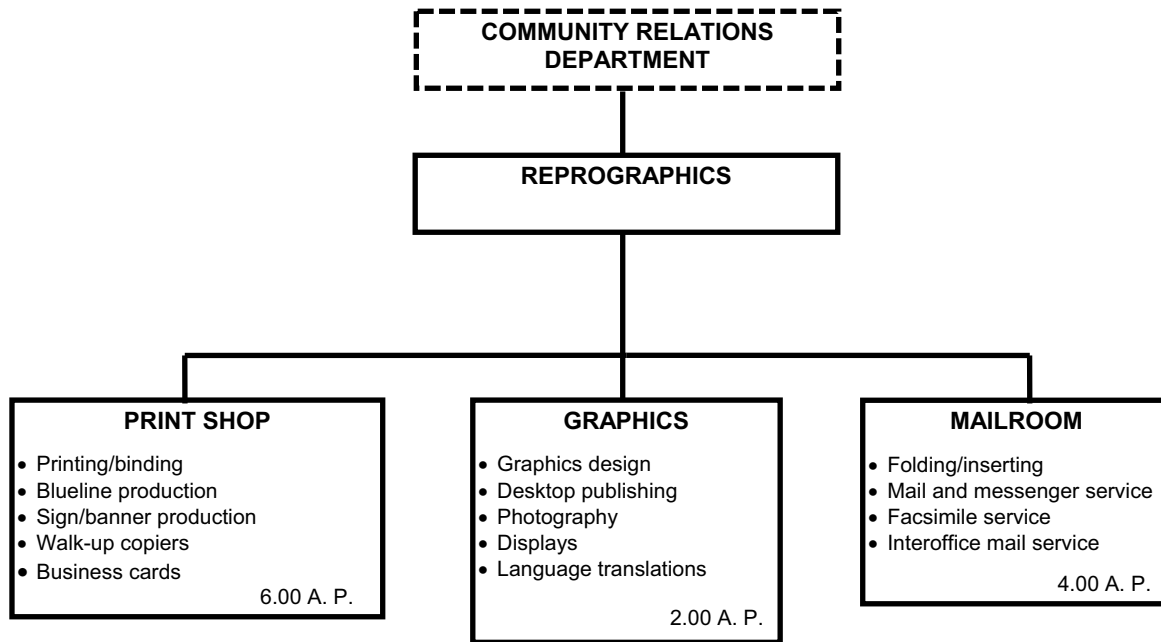 COMMUNITY RELATIONS
DEPARTMENT
REPROGRAPHICS
PRINT SHOP
• Printing/binding
• Blueline production
• Sign/banner production
• Walk-up copiers
• Business cards
6.00 A. P.
GRAPHICS
• Graphics design
• Desktop publishing
• Photography
• Displays
• Language translations
2.00 A. P.
MAILROOM
• Folding/inserting
• Mail and messenger service
• Facsimile service
• Interoffice mail service
4.00 A. P.